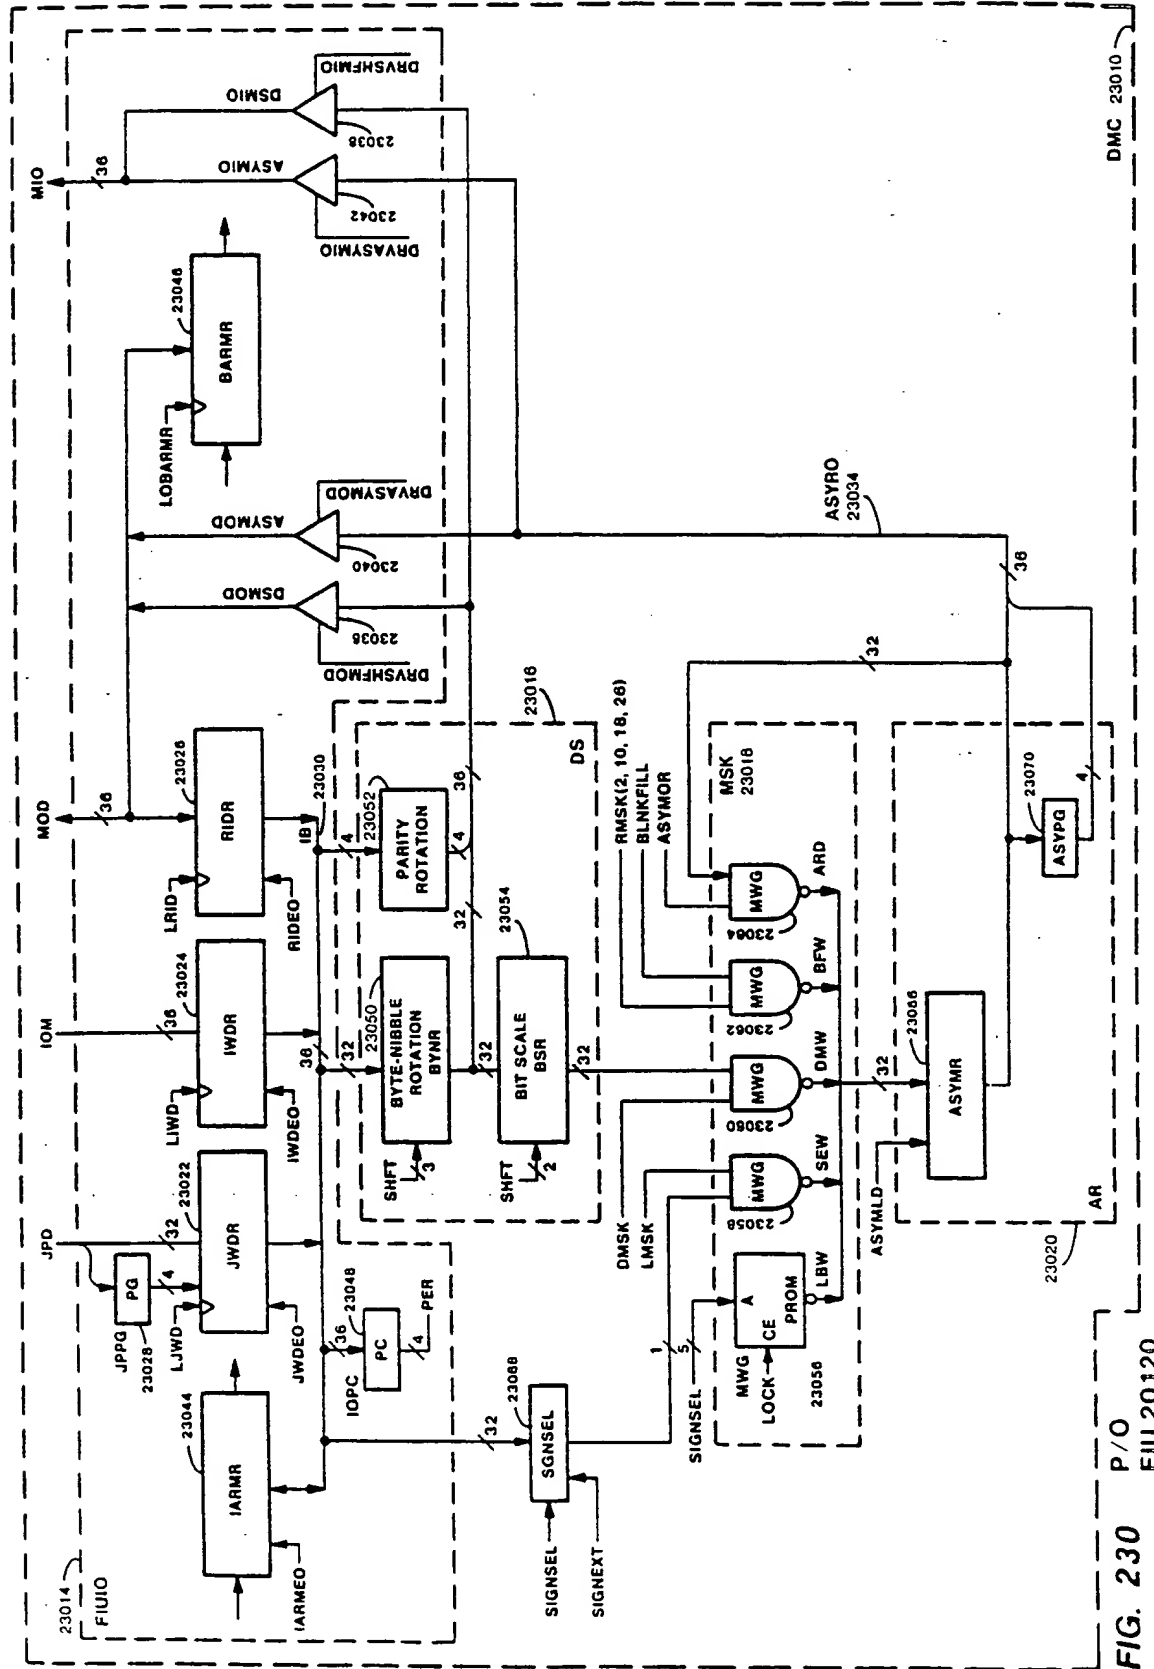 23014
FIUIO
IARMR
23044
IARMEO
JPD
32
PG
4
JPPG
23028
LJWD
JWDR
23022
JWDEO
IOM
36
LIWD
IWDR
23024
IWDEO
MOD
36
LRID
RIDR
23026
RIDEO
IB
23030
36
36
IOPC
PC
23048
4
PER
DSMOD
DRVSHFMOD
ASYMOD
23040
DRVASYMOD
LOBARMR
BARMR
23046
MIO
36
ASYMIO
23042
DRVASYMIO
DSMIO
23038
DRVSHFMIO
32
4
BYTE-NIBBLE
ROTATION
BYNR
23050
SHFT
3
PARITY
ROTATION
23052
4
36
32
32
BIT SCALE
BSR
23054
SHFT
2
32
DS
23016
32
SIGNSEL
SIGNEXT
SGNSEL
23068
1
5
SIGNSEL
DMSK
LMSK
RMSK(2, 10, 18, 26)
BLNKFILL
ASYMOR
MSK
23018
MWG
LOCK
A
CE
PROM
23056
LBW
MWG
23058
SEW
MWG
23060
DMW
MWG
23062
BFW
MWG
23064
ARD
32
32
ASYMLD
ASYMR
23066
ASYPG
23070
4
36
ASYRO
23034
AR
23020
DMC 23010
FIG. 230
P/O
FIU 20120